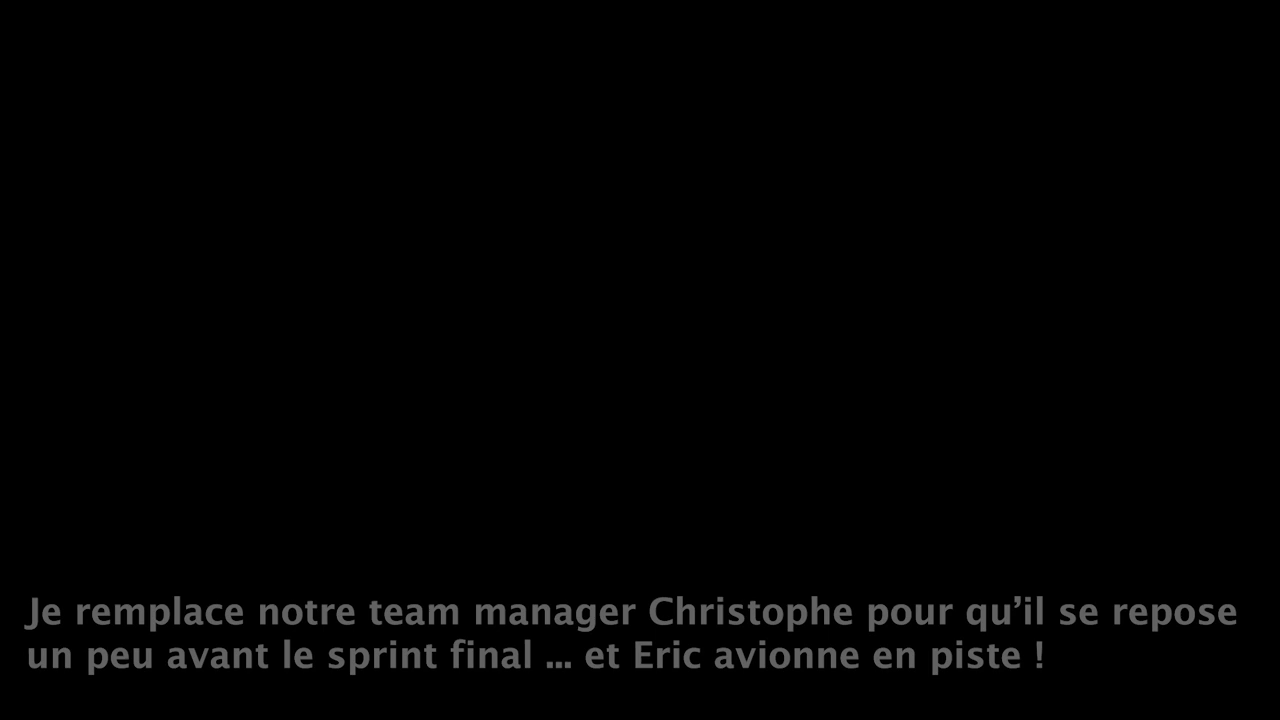 Je remplace notre team manager Christophe pour qu’il se repose
un peu avant le sprint final ... et Eric avionne en piste !